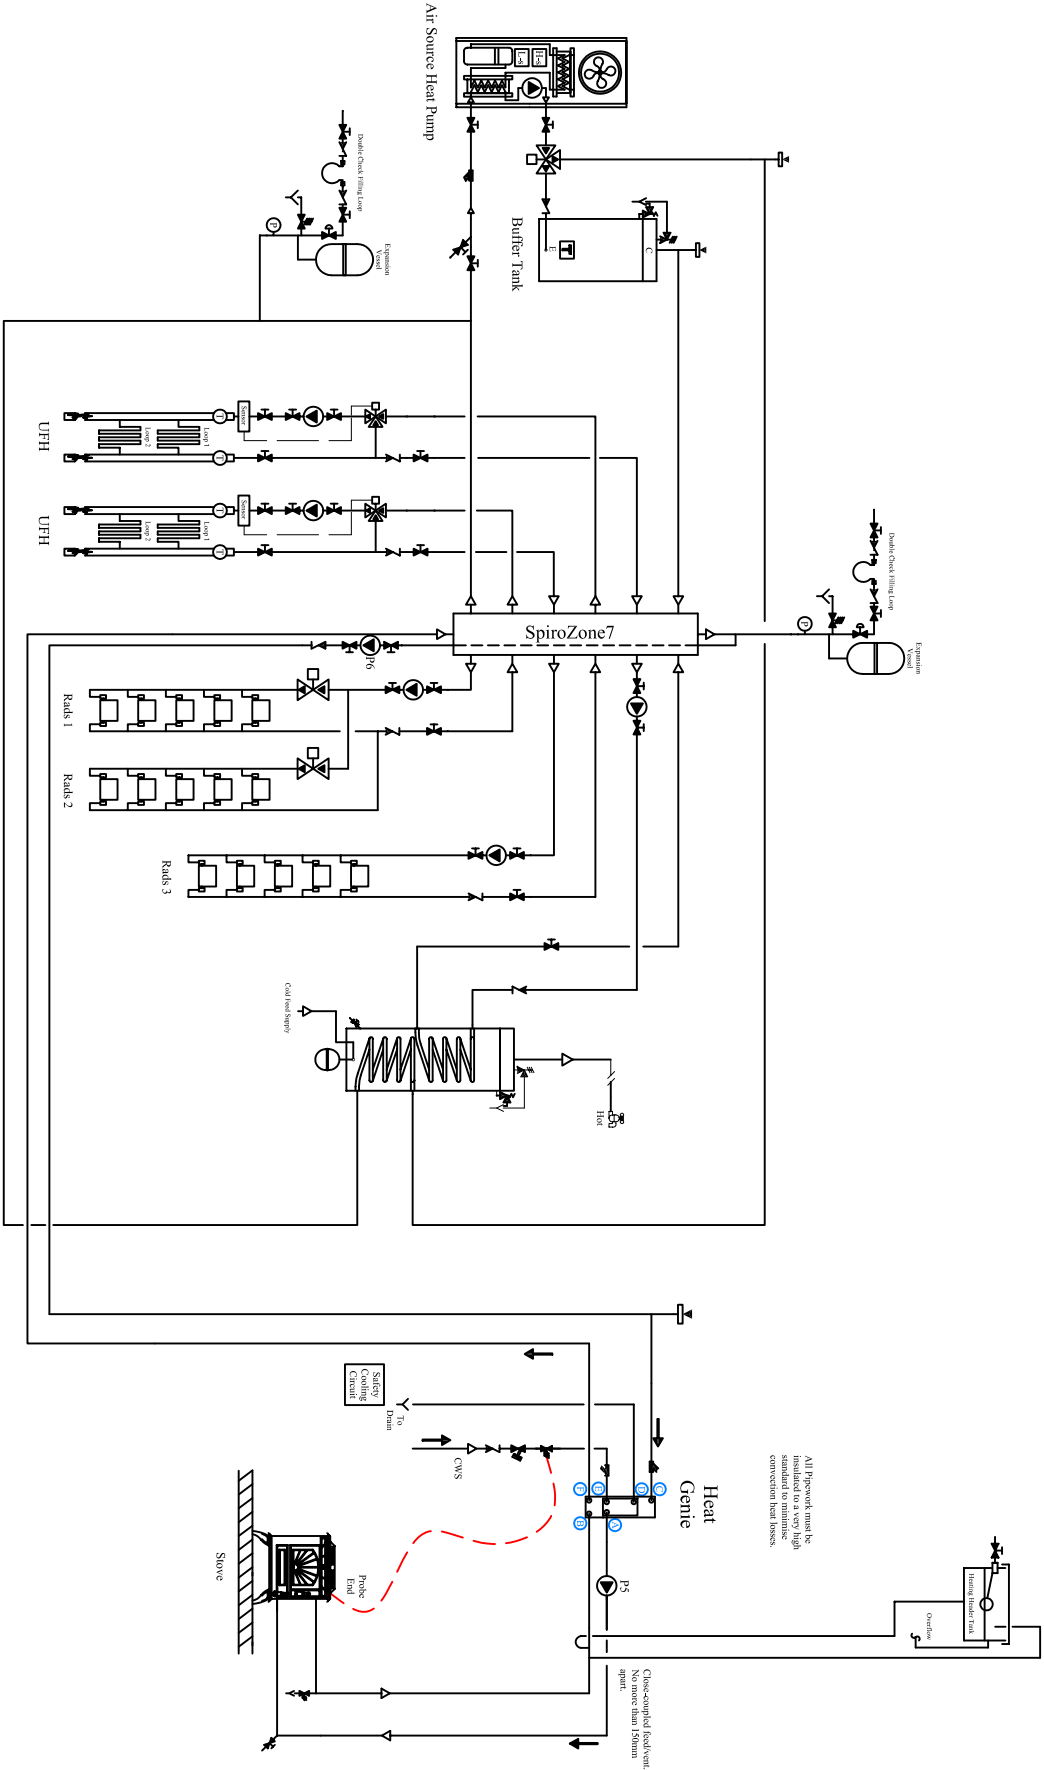 Air Source Heat Pump
H-s
L-s
Double Check Filling Loop
P
Expansion
Vessel
Buffer Tank
E
C
UFH
Loop 1
Loop 2
T
T
Sensor
UFH
Loop 1
Loop 2
T
T
Sensor
Double Check Filling Loop
P
Expansion
Vessel
SpiroZone7
P6
Rads 1
Rads 2
Rads 3
Cold Feed Supply
Hot
Safety
Cooling
Circuit
To
Drain
CWS
Heat
Genie
F
E
D
C
B
A
P5
All Pipework must be
insulated to a very high
standard to minimise
convection heat losses.
Heating Header Tank
Overflow
Close-coupled feed/vent.
No more than 150mm
apart.
Probe
End
Stove